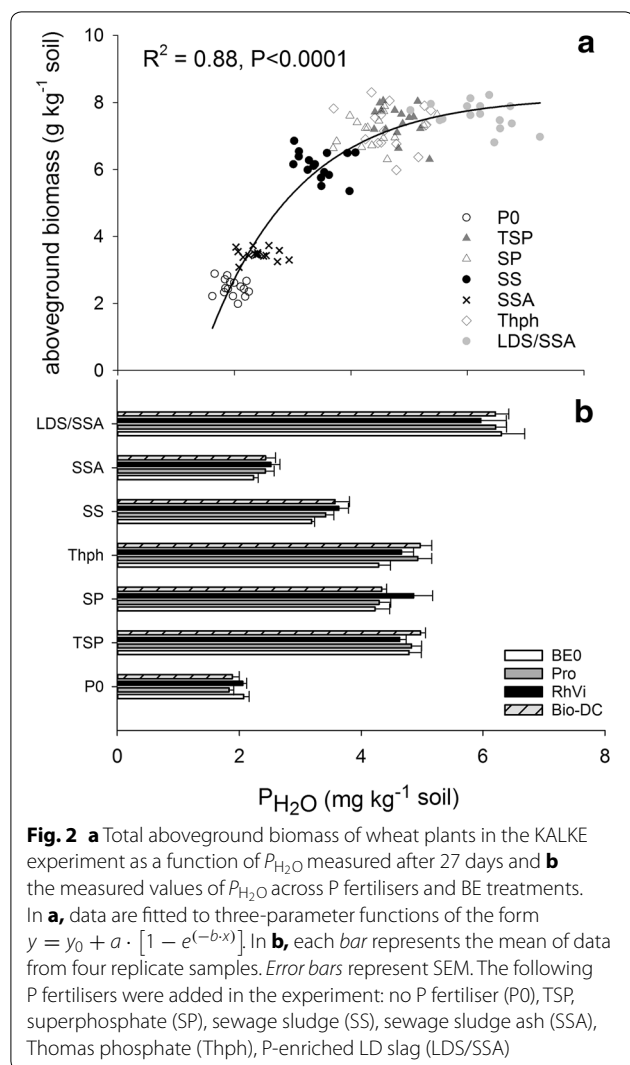 a
R² = 0.88, P<0.0001
aboveground biomass (g kg⁻¹ soil)
10
8
6
4
2
0
P0
TSP
SP
SS
SSA
Thph
LDS/SSA
b
LDS/SSA
SSA
SS
Thph
SP
TSP
P0
BE0
Pro
RhVi
Bio-DC
0 2 4 6 8
P_H₂O (mg kg⁻¹ soil)
Fig. 2 a Total aboveground biomass of wheat plants in the KALKE
experiment as a function of P_H₂O measured after 27 days and b
the measured values of P_H₂O across P fertilisers and BE treatments.
In a, data are fitted to three-parameter functions of the form
y = y₀ + a · [1 − e^(−b·x)]. In b, each bar represents the mean of data
from four replicate samples. Error bars represent SEM. The following
P fertilisers were added in the experiment: no P fertiliser (P0), TSP,
superphosphate (SP), sewage sludge (SS), sewage sludge ash (SSA),
Thomas phosphate (Thph), P-enriched LD slag (LDS/SSA)